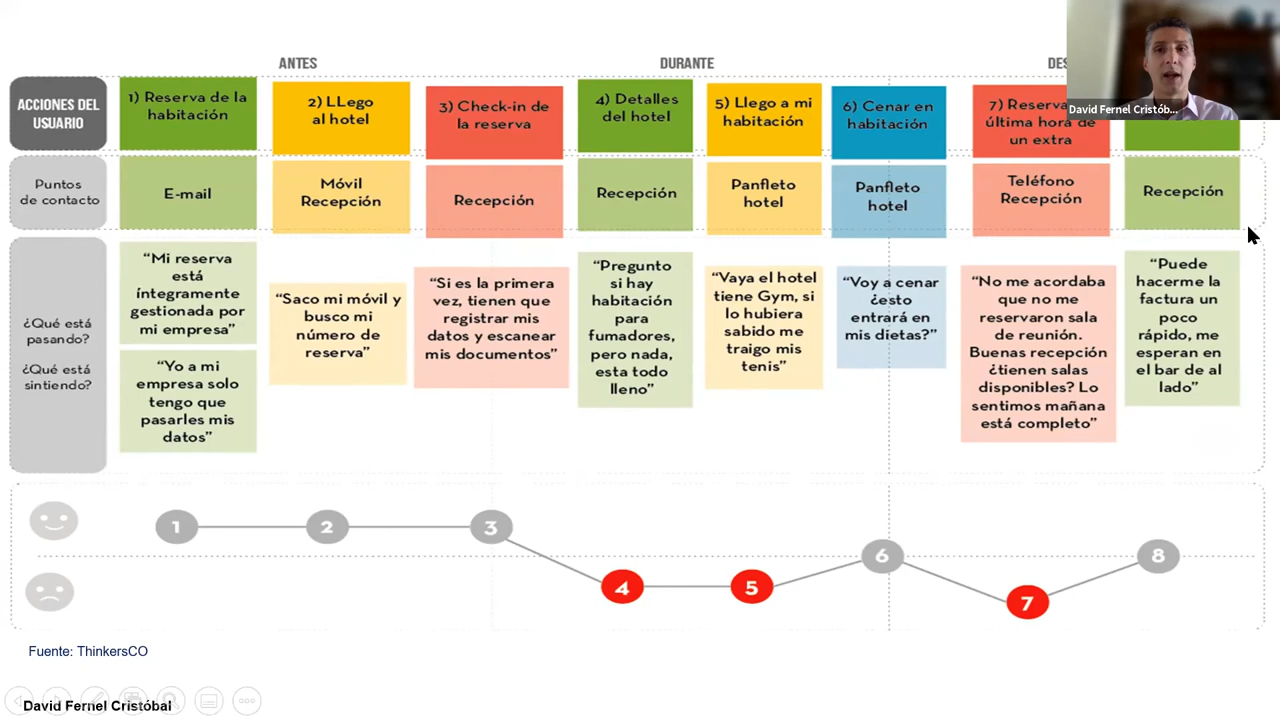 ANTES
DURANTE
DES
ACCIONES DEL
USUARIO
1) Reserva de la
habitación
2) LLego
al hotel
3) Check-in de
la reserva
4) Detalles
del hotel
5) Llego a mi
habitación
6) Cenar en
habitación
7) Reserva
última hora de
un extra
David Fernel Cristób...
Puntos
de contacto
E-mail
Móvil
Recepción
Recepción
Recepción
Panfleto
hotel
Panfleto
hotel
Teléfono
Recepción
Recepción
¿Qué está
pasando?
¿Qué está
sintiendo?
“Mi reserva
está
íntegramente
gestionada por
mi empresa”
“Yo a mi
empresa solo
tengo que
pasarles mis
datos”
“Saco mi móvil y
busco mi
número de
reserva”
“Si es la primera
vez, tienen que
registrar mis
datos y escanear
mis documentos”
“Pregunto
si hay
habitación
para
fumadores,
pero nada,
esta todo
lleno”
“Vaya el hotel
tiene Gym, si
lo hubiera
sabido me
traigo mis
tenis”
“Voy a cenar
¿esto
entrará en
mis dietas?”
“No me acordaba
que no me
reservaron sala
de reunión.
Buenas recepción
¿tienen salas
disponibles? Lo
sentimos mañana
está completo”
“Puede
hacerme la
factura un
poco
rápido, me
esperan en
el bar de al
lado”
1
2
3
4
5
6
7
8
Fuente: ThinkersCO
David Fernel Cristóbal